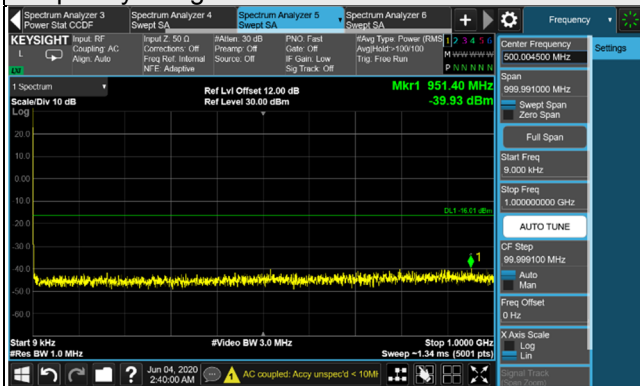 Spectrum Analyzer 3
Power Stat CCDF
Spectrum Analyzer 4
Swept SA
Spectrum Analyzer 5
Swept SA
Spectrum Analyzer 6
Swept SA
Frequency
KEYSIGHT
L
LV
Input: RF
Coupling: AC
Align: Auto
Input Z: 50 Ω
Corrections: Off
Freq Ref: Internal
NFE: Adaptive
#Atten: 30 dB
Preamp: Off
Source: Off
PNO: Fast
Gate: Off
IF Gain: Low
Sig Track: Off
#Avg Type: Power (RMS
Avg|Hold:>100/100
Trig: Free Run
1 2 3 4 5 6
M W W W W W
P N N N N N
1 Spectrum
Scale/Div 10 dB
Ref Lvl Offset 12.00 dB
Ref Level 30.00 dBm
Mkr1 951.40 MHz
-39.93 dBm
Log
20.0
10.0
0.00
10.0
DL1 -16.01 dBm
-20.0
-30.0
-40.0
1
-50.0
-60.0
Start 9 kHz
#Res BW 1.0 MHz
#Video BW 3.0 MHz
Stop 1.0000 GHz
Sweep ~1.34 ms (5001 pts)
Center Frequency
500.004500 MHz
Settings
Span
999.991000 MHz
Swept Span
Zero Span
Full Span
Start Freq
9.000 kHz
Stop Freq
1.000000000 GHz
AUTO TUNE
CF Step
99.999100 MHz
Auto
Man
Freq Offset
0 Hz
X Axis Scale
Log
Lin
Signal Track
(Span Zoom)
?
Jun 04, 2020
2:40:00 AM
AC coupled: Accy unspec'd < 10MH